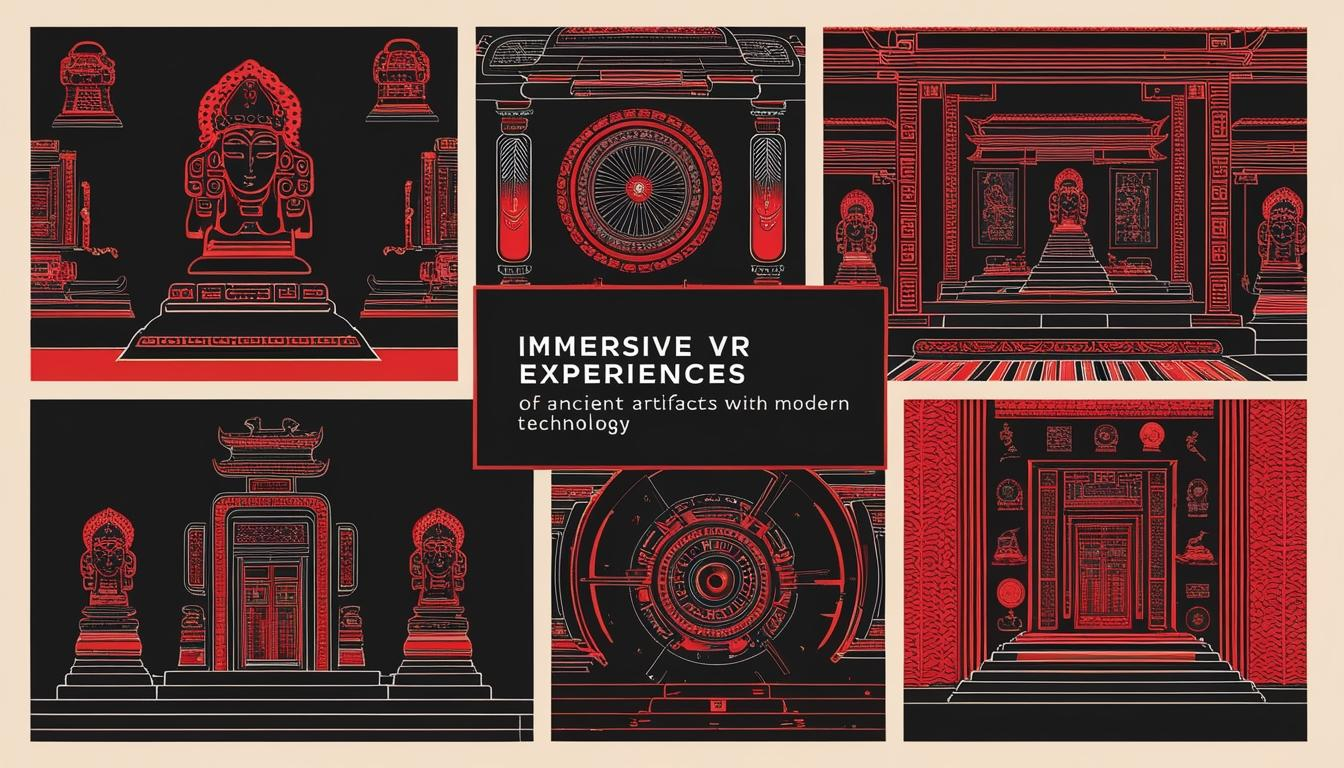 IMMERSIVE VR
EXPERIENCES
of ancient artifacts with modern
technology